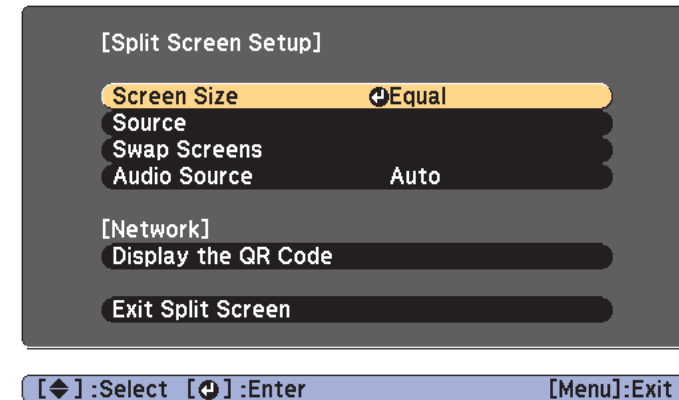 [Split Screen Setup]
Screen Size Equal
Source
Swap Screens
Audio Source Auto
[Network]
Display the QR Code
Exit Split Screen
[◆]:Select [⏎]:Enter [Menu]:Exit